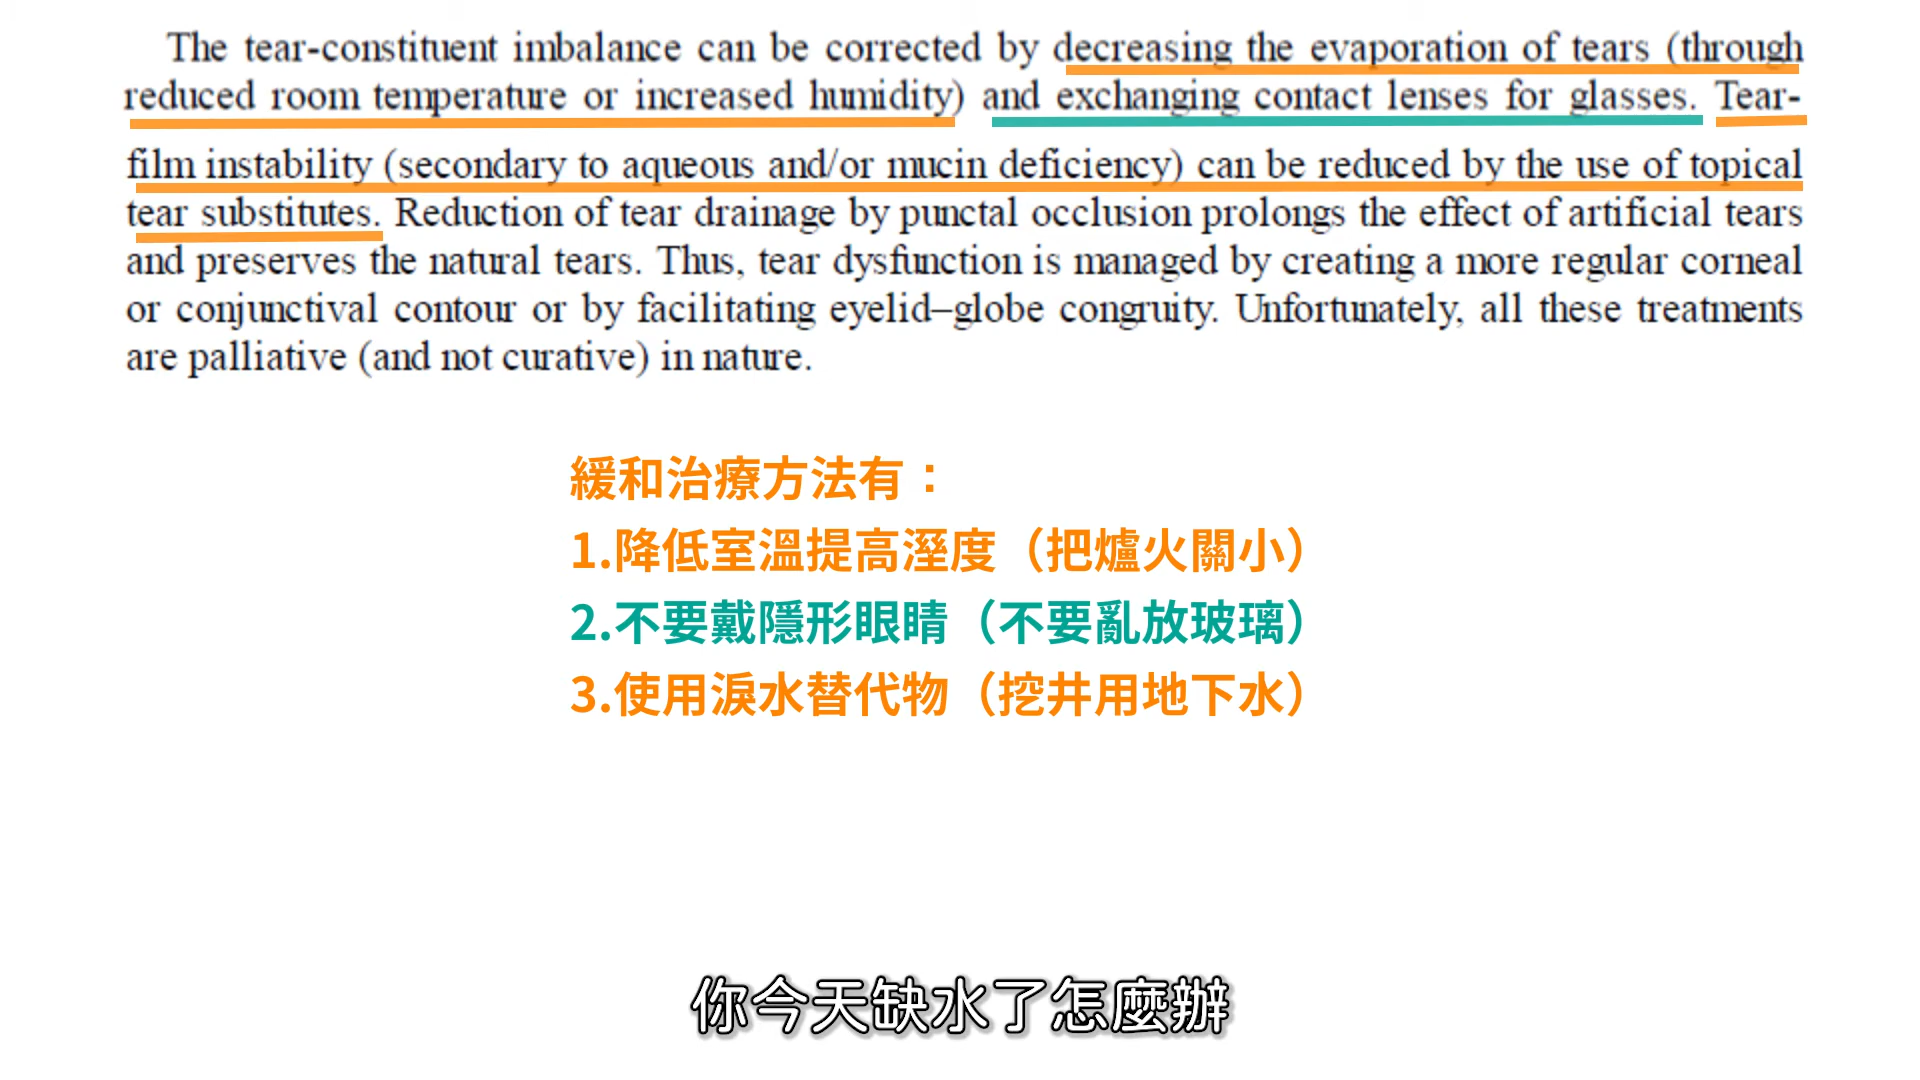 The tear-constituent imbalance can be corrected by decreasing the evaporation of tears (through
reduced room temperature or increased humidity) and exchanging contact lenses for glasses. Tear-
film instability (secondary to aqueous and/or mucin deficiency) can be reduced by the use of topical
tear substitutes. Reduction of tear drainage by punctal occlusion prolongs the effect of artificial tears
and preserves the natural tears. Thus, tear dysfunction is managed by creating a more regular corneal
or conjunctival contour or by facilitating eyelid–globe congruity. Unfortunately, all these treatments
are palliative (and not curative) in nature.
緩和治療方法有：
1.降低室溫提高溼度（把爐火關小）
2.不要戴隱形眼睛（不要亂放玻璃）
3.使用淚水替代物（挖井用地下水）
你今天缺水了怎麼辦